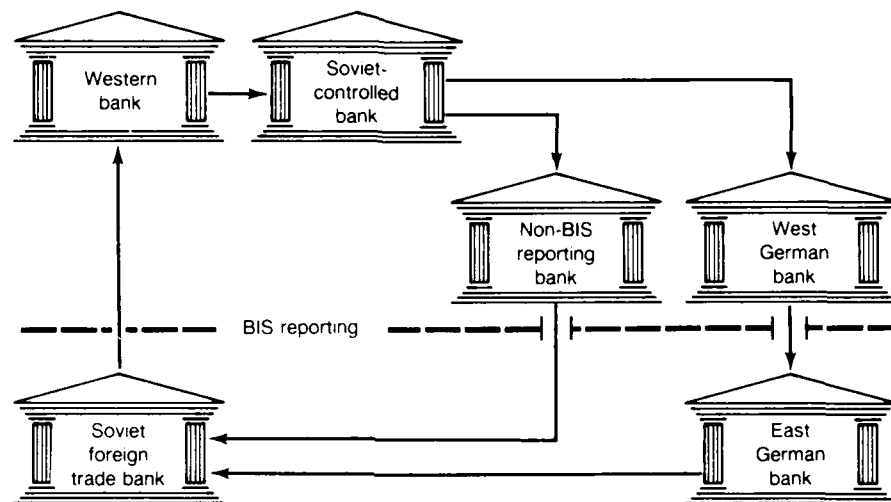 Western
bank
Soviet-
controlled
bank
Non-BIS
reporting
bank
West
German
bank
BIS reporting
Soviet
foreign
trade bank
East
German
bank